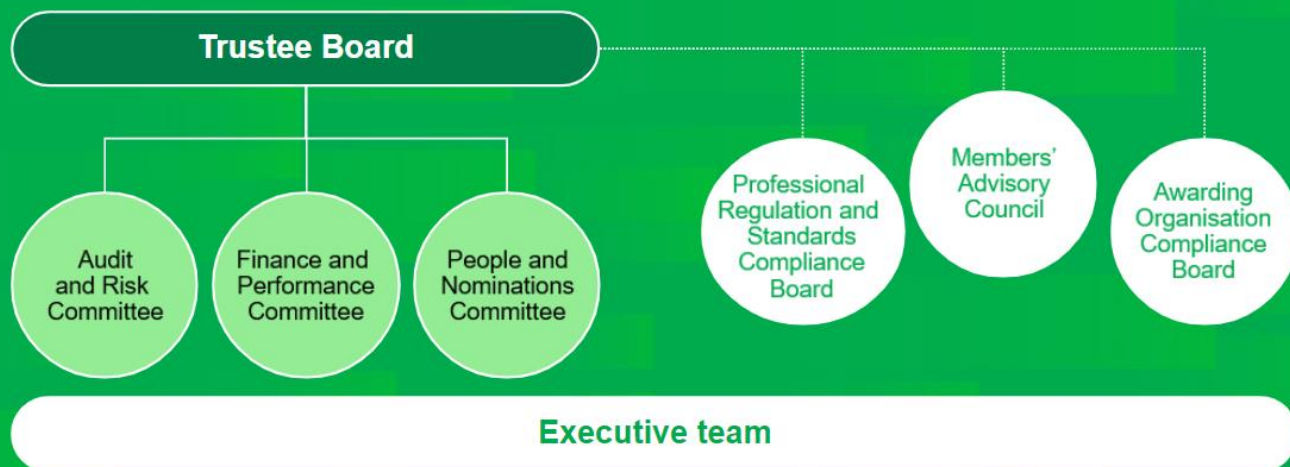 Trustee Board
Audit
and Risk
Committee
Finance and
Performance
Committee
People and
Nominations
Committee
Professional
Regulation and
Standards
Compliance
Board
Members’
Advisory
Council
Awarding
Organisation
Compliance
Board
Executive team